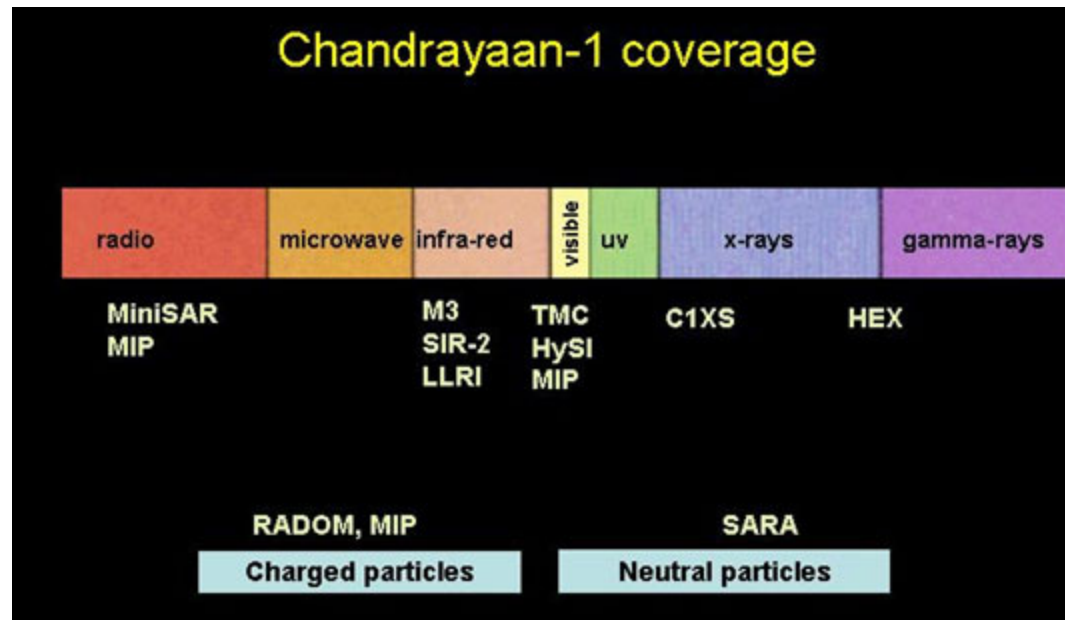 Chandrayaan-1 coverage
radio microwave infra-red visible uv x-rays gamma-rays
MiniSAR M3 TMC C1XS HEX
MIP SIR-2 HySI
LLRI MIP
RADOM, MIP SARA
Charged particles Neutral particles